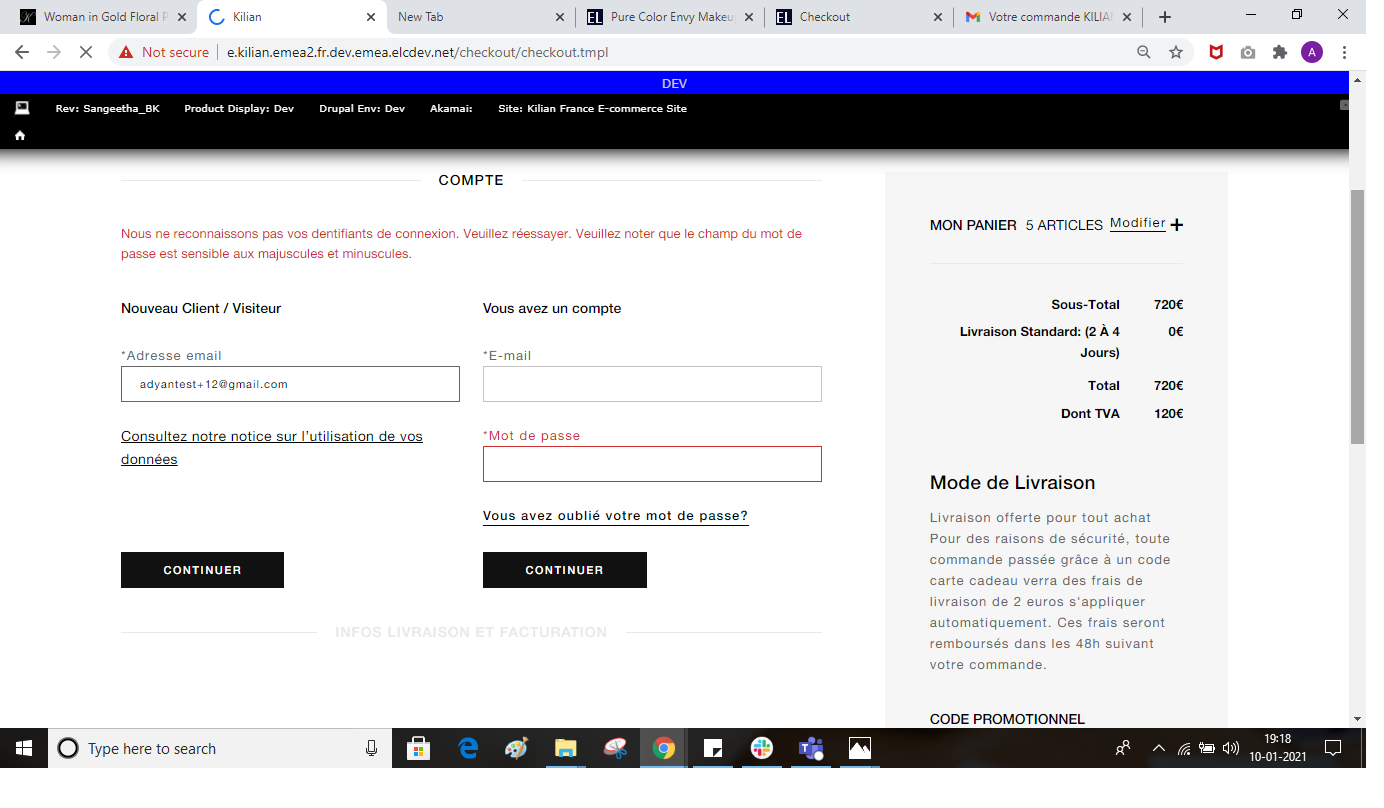 Woman in Gold Floral P
Kilian
New Tab
Pure Color Envy Makeu
Checkout
Votre commande KILIA
Not secure
e.kilian.emea2.fr.dev.emea.elcdev.net/checkout/checkout.tmpl
A
DEV
Rev: Sangeetha_BK Product Display: Dev Drupal Env: Dev Akamai: Site: Kilian France E-commerce Site
COMPTE
Nous ne reconnaissons pas vos dentifiants de connexion. Veuillez réessayer. Veuillez noter que le champ du mot de
passe est sensible aux majuscules et minuscules.
Nouveau Client / Visiteur
*Adresse email
adyantest+12@gmail.com
Consultez notre notice sur l'utilisation de vos
données
CONTINUER
Vous avez un compte
*E-mail
*Mot de passe
Vous avez oublié votre mot de passe?
CONTINUER
INFOS LIVRAISON ET FACTURATION
MON PANIER 5 ARTICLES Modifier +
Sous-Total 720€
Livraison Standard: (2 À 4 0€
Jours)
Total 720€
Dont TVA 120€
Mode de Livraison
Livraison offerte pour tout achat
Pour des raisons de sécurité, toute
commande passée grâce à un code
carte cadeau verra des frais de
livraison de 2 euros s'appliquer
automatiquement. Ces frais seront
remboursés dans les 48h suivant
votre commande.
CODE PROMOTIONNEL
Type here to search
19:18
10-01-2021